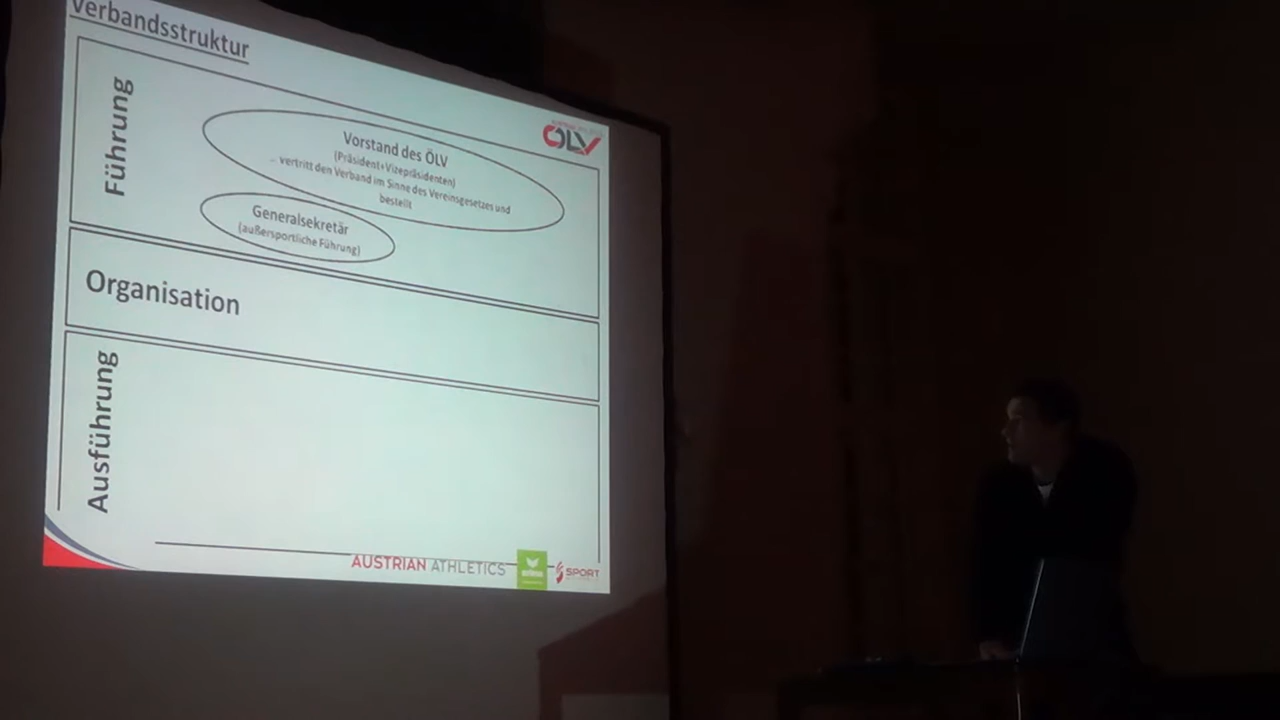 Verbandsstruktur
ÖLV
Führung
Vorstand des ÖLV
(Präsident+Vizepräsidenten)
.. vertritt den Verband im Sinne des Vereinsgesetzes und
bestellt
Generalsekretär
(außersportliche Führung)
Organisation
Ausführung
AUSTRIAN ATHLETICS
erima
SPORT